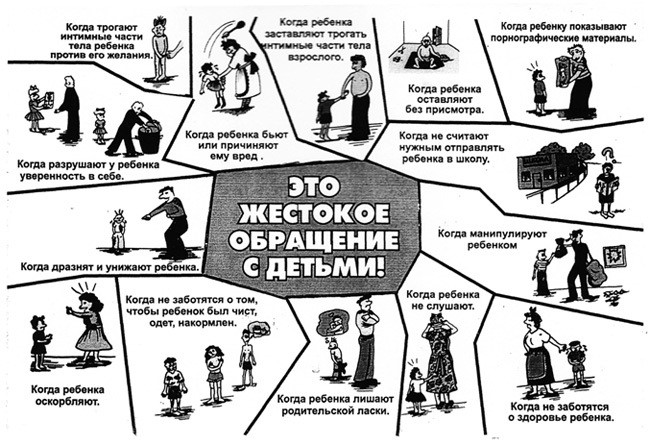 Когда трогают
интимные части
тела ребенка
против его желания.
Когда ребенка
заставляют трогать
интимные части тела
взрослого.
Когда ребенка
оставляют
без присмотра.
Когда ребенку показывают
порнографические материалы.
Когда разрушают у ребенка
уверенность в себе.
Когда ребенка бьют
или причиняют
ему вред .
Когда не считают
нужным отправлять
ребенка в школу.
ЭТО
ЖЕСТОКОЕ
ОБРАЩЕНИЕ
С ДЕТЬМИ!
Когда дразнят и унижают ребенка.
Когда манипулируют
ребенком
Когда ребенка
оскорбляют.
Когда не заботятся о том,
чтобы ребенок был чист,
одет, накормлен.
Когда ребенка лишают
родительской ласки.
Когда ребенка
не слушают.
Когда не заботятся
о здоровье ребенка.